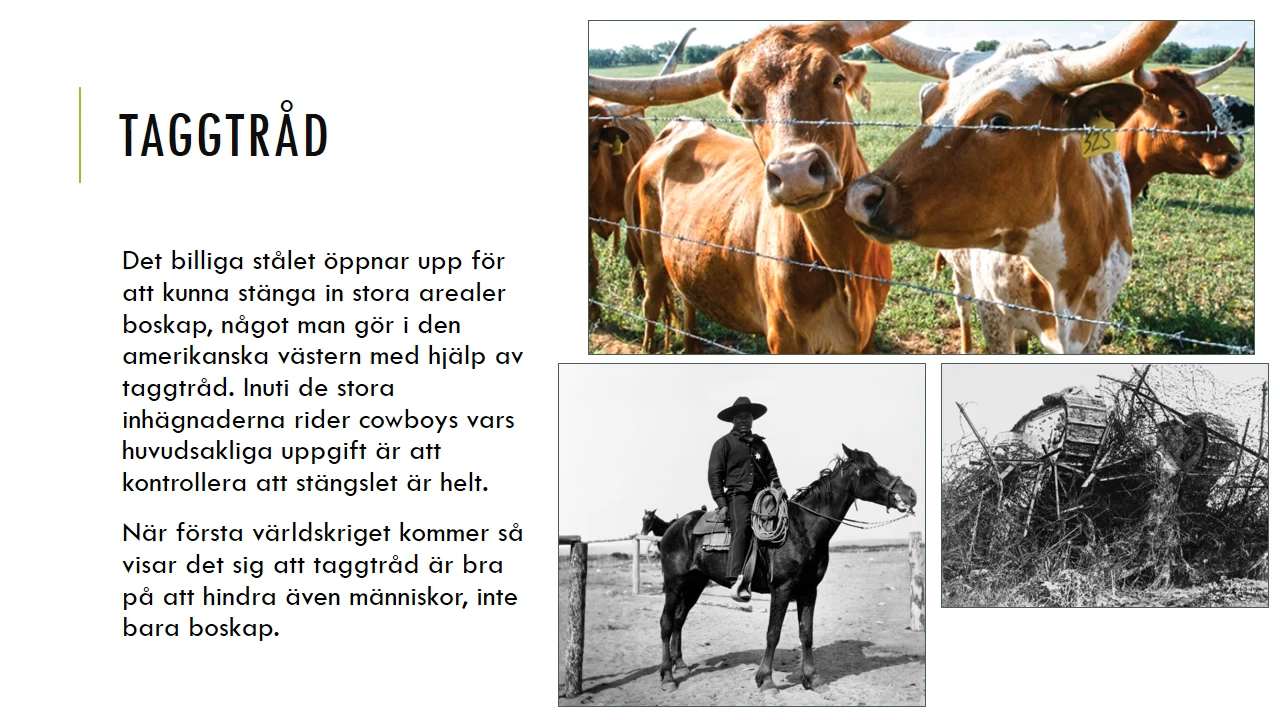 TAGGTRÅD
Det billiga stålet öppnar upp för
att kunna stänga in stora arealer
boskap, något man gör i den
amerikanska västern med hjälp av
taggtråd. Inuti de stora
inhägnaderna rider cowboys vars
huvudsakliga uppgift är att
kontrollera att stängslet är helt.
När första världskriget kommer så
visar det sig att taggtråd är bra
på att hindra även människor, inte
bara boskap.
325